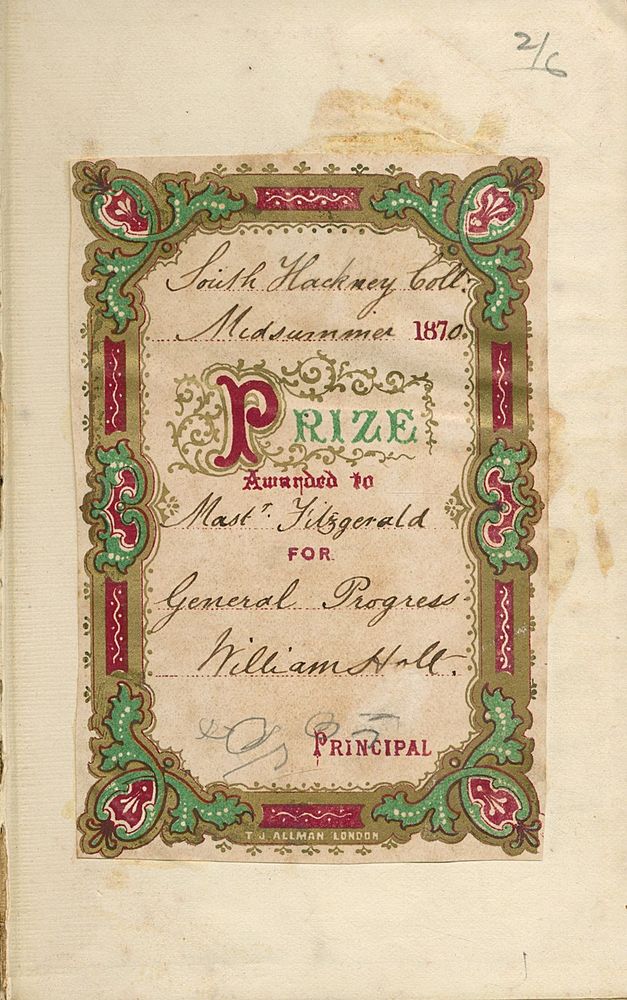 2/6
South Hackney Coll:
Midsummer 1870.
PRIZE
Awarded to
Mastr. Fitzgerald
FOR
General Progress
William Holt.
PRINCIPAL
T. J. ALLMAN LONDON